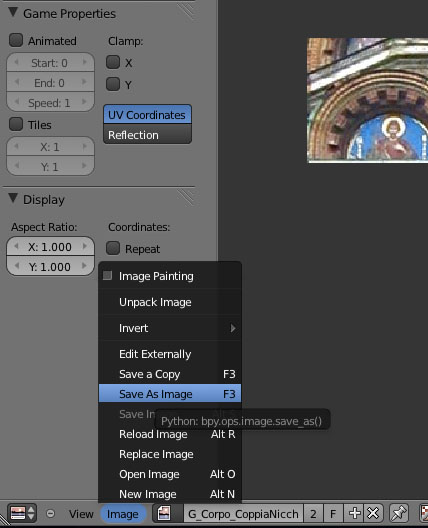 Game Properties
Animated
Clamp:
Start: 0
X
End: 0
Y
Speed: 1
UV Coordinates
Tiles
Reflection
X: 1
Y: 1
Display
Aspect Ratio:
Coordinates:
X: 1.000
Repeat
Y: 1.000
Image Painting
Unpack Image
Invert
Edit Externally
Save a Copy F3
Save As Image F3
Save
Python: bpy.ops.image.save_as()
Reload Image Alt R
Replace Image
Open Image Alt O
New Image Alt N
View Image G_Corpo_CoppiaNicch 2 F